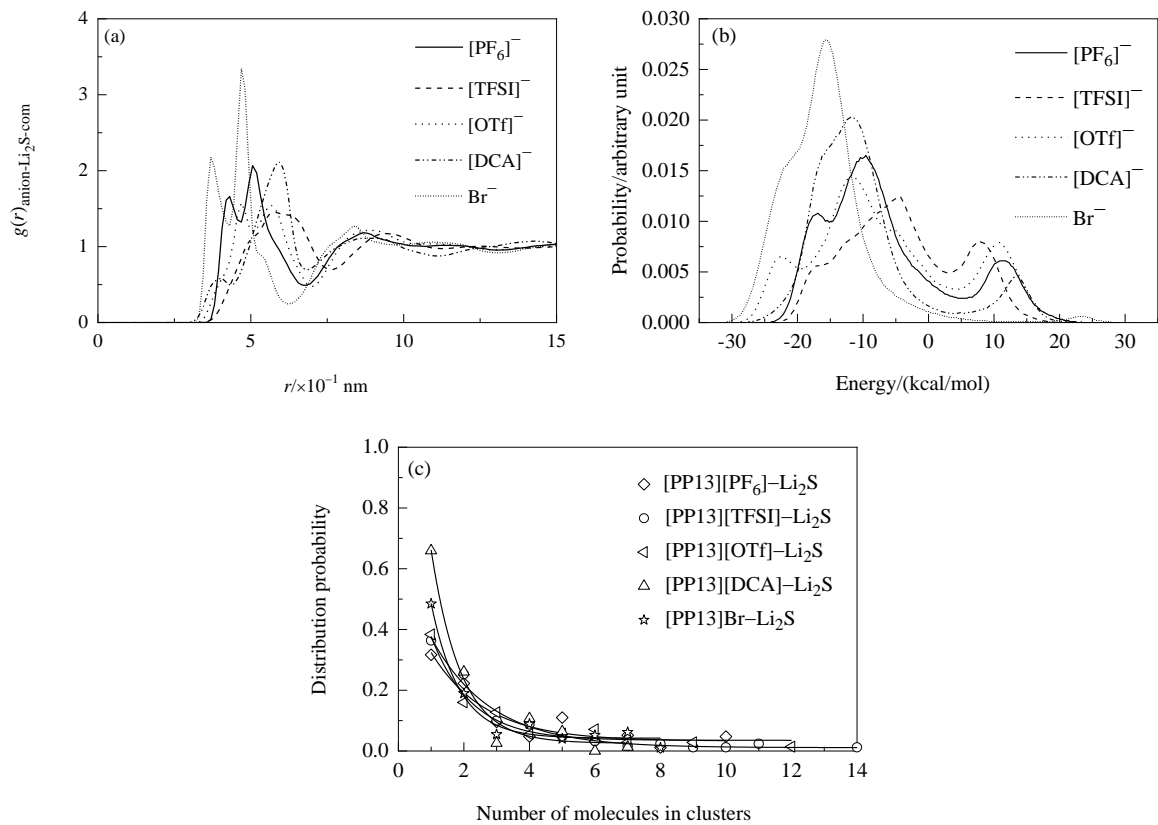 (a)
[PF₆]⁻
[TFSI]⁻
[OTf]⁻
[DCA]⁻
Br⁻
g(r)anion-Li₂S-com
4
3
2
1
0
0 5 10 15
r/×10⁻¹ nm
(b)
[PF₆]⁻
[TFSI]⁻
[OTf]⁻
[DCA]⁻
Br⁻
Probability/arbitrary unit
0.030
0.025
0.020
0.015
0.010
0.005
0.000
-30 -20 -10 0 10 20 30
Energy/(kcal/mol)
(c)
[PP13][PF₆]−Li₂S
[PP13][TFSI]−Li₂S
[PP13][OTf]−Li₂S
[PP13][DCA]−Li₂S
[PP13]Br−Li₂S
Distribution probability
1.0
0.8
0.6
0.4
0.2
0.0
0 2 4 6 8 10 12 14
Number of molecules in clusters